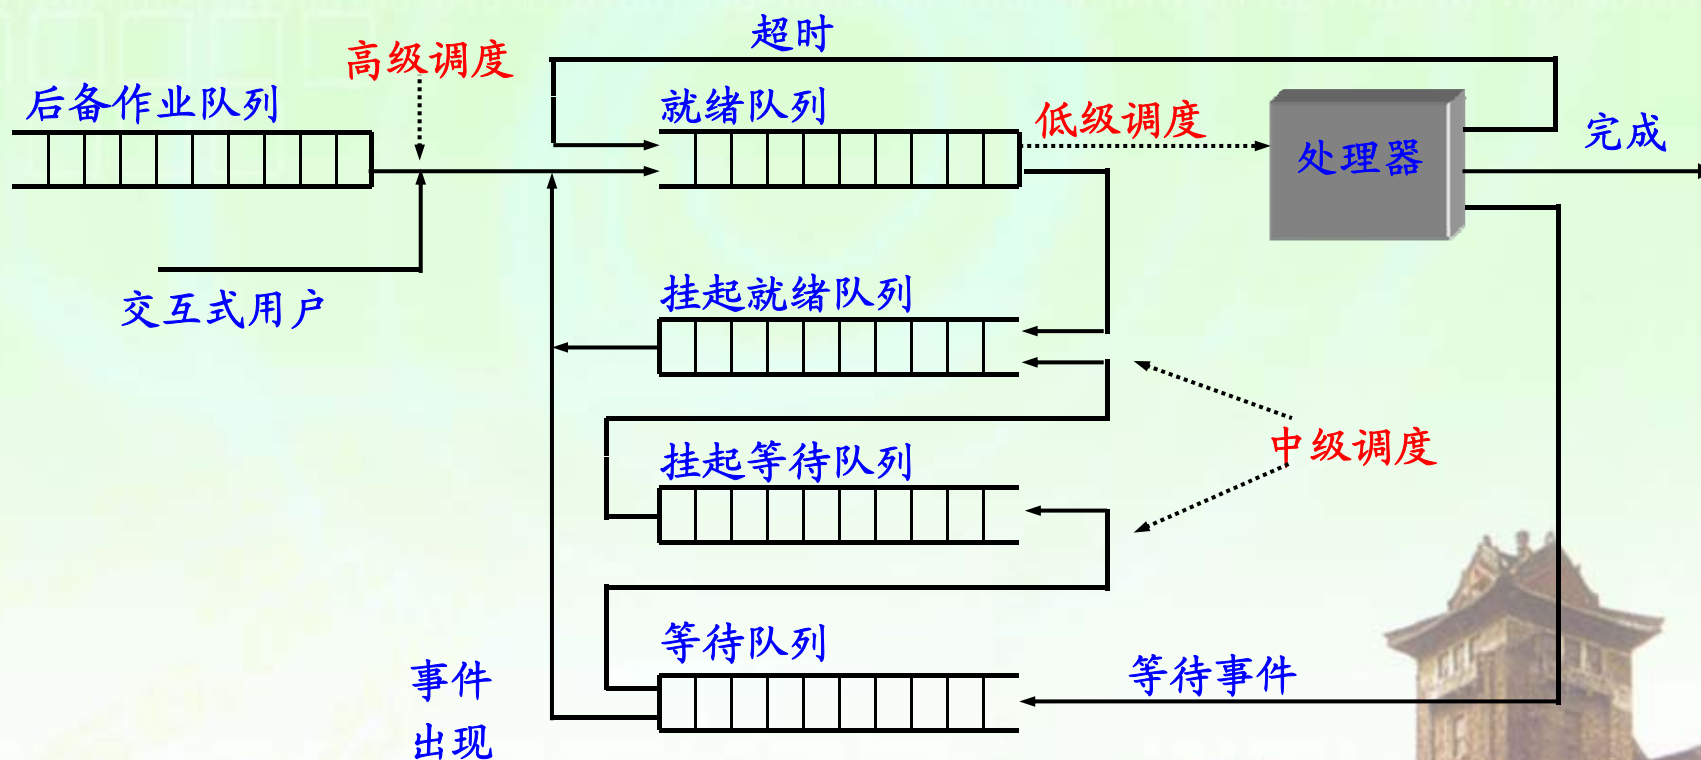 超时
高级调度
后备作业队列
就绪队列
低级调度
处理器
完成
交互式用户
挂起就绪队列
中级调度
挂起等待队列
等待队列
等待事件
事件
出现